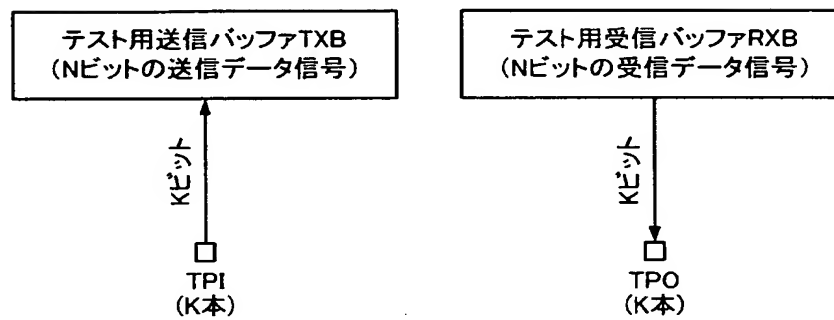 テスト用送信バッファTXB
(Nビットの送信データ信号)
Kビット
TPI
(K本)
テスト用受信バッファRXB
(Nビットの受信データ信号)
Kビット
TPO
(K本)